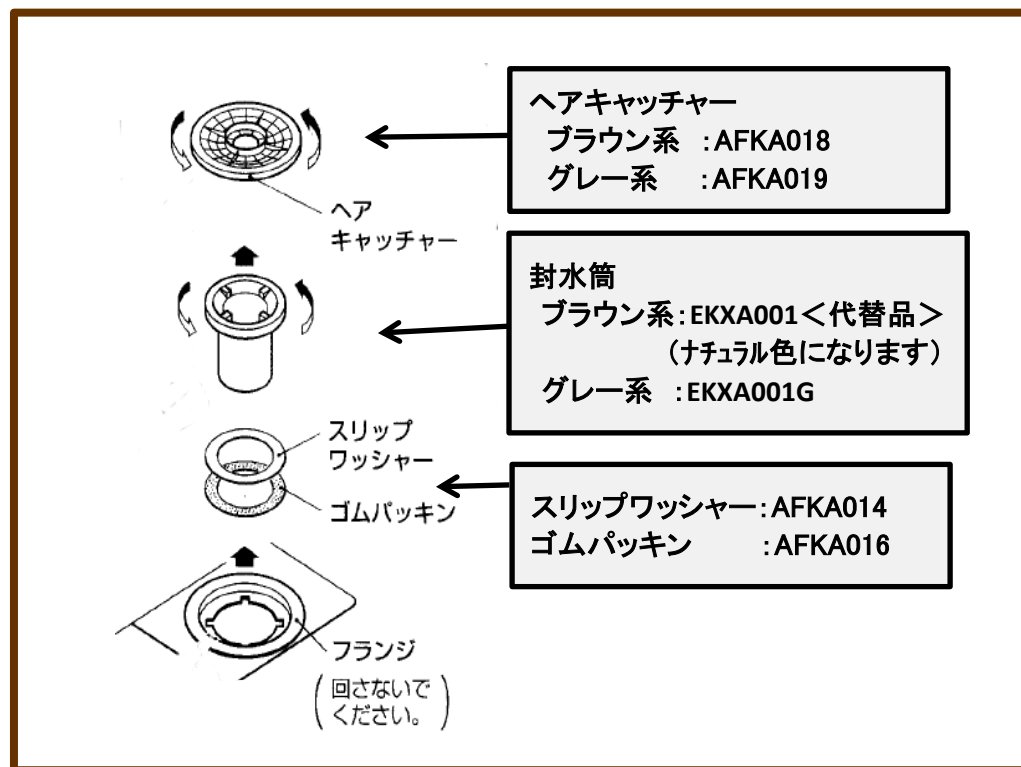 ヘアキャッチャー
ブラウン系 :AFKA018
グレー系 :AFKA019
ヘア
キャッチャー
封水筒
ブラウン系:EKXA001<代替品>
(ナチュラル色になります)
グレー系 :EKXA001G
スリップ
ワッシャー
ゴムパッキン
スリップワッシャー:AFKA014
ゴムパッキン :AFKA016
フランジ
(回さないで
ください。)